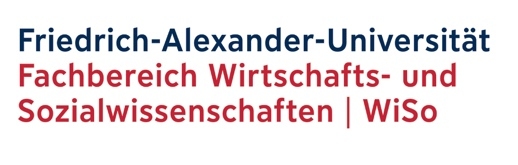 Friedrich-Alexander-Universität
Fachbereich Wirtschafts- und
Sozialwissenschaften | WiSo